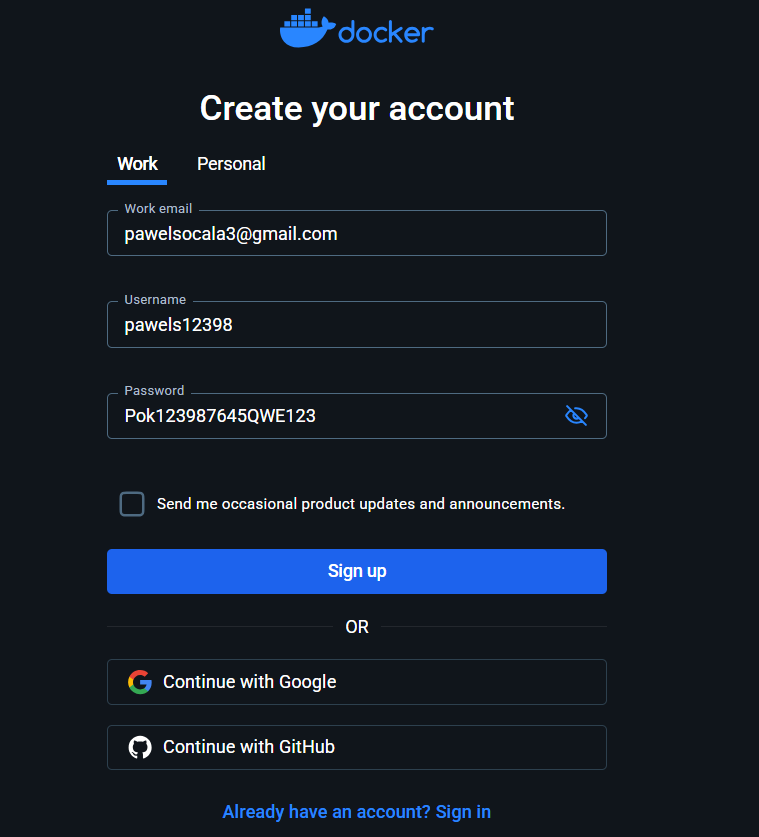 docker
Create your account
Work Personal
Work email
pawelsocala3@gmail.com
Username
pawels12398
Password
Pok123987645QWE123
Send me occasional product updates and announcements.
Sign up
OR
Continue with Google
Continue with GitHub
Already have an account? Sign in